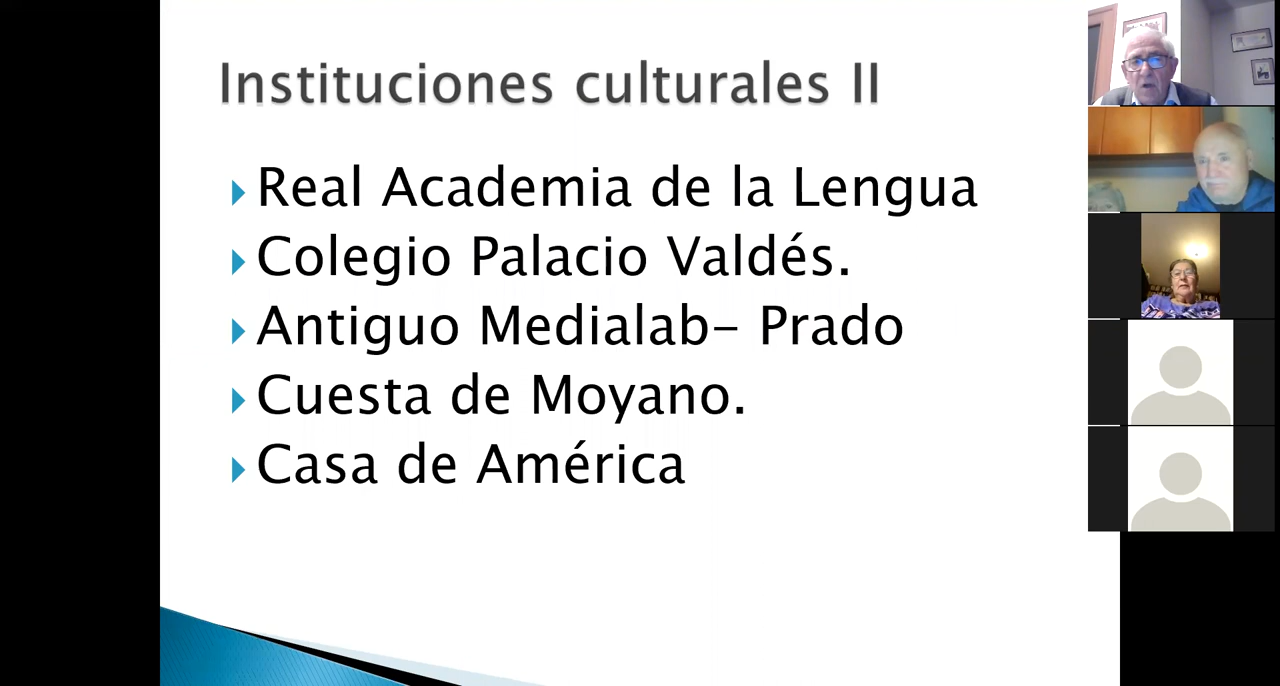 Instituciones culturales II
Real Academia de la Lengua
Colegio Palacio Valdés.
Antiguo Medialab– Prado
Cuesta de Moyano.
Casa de América